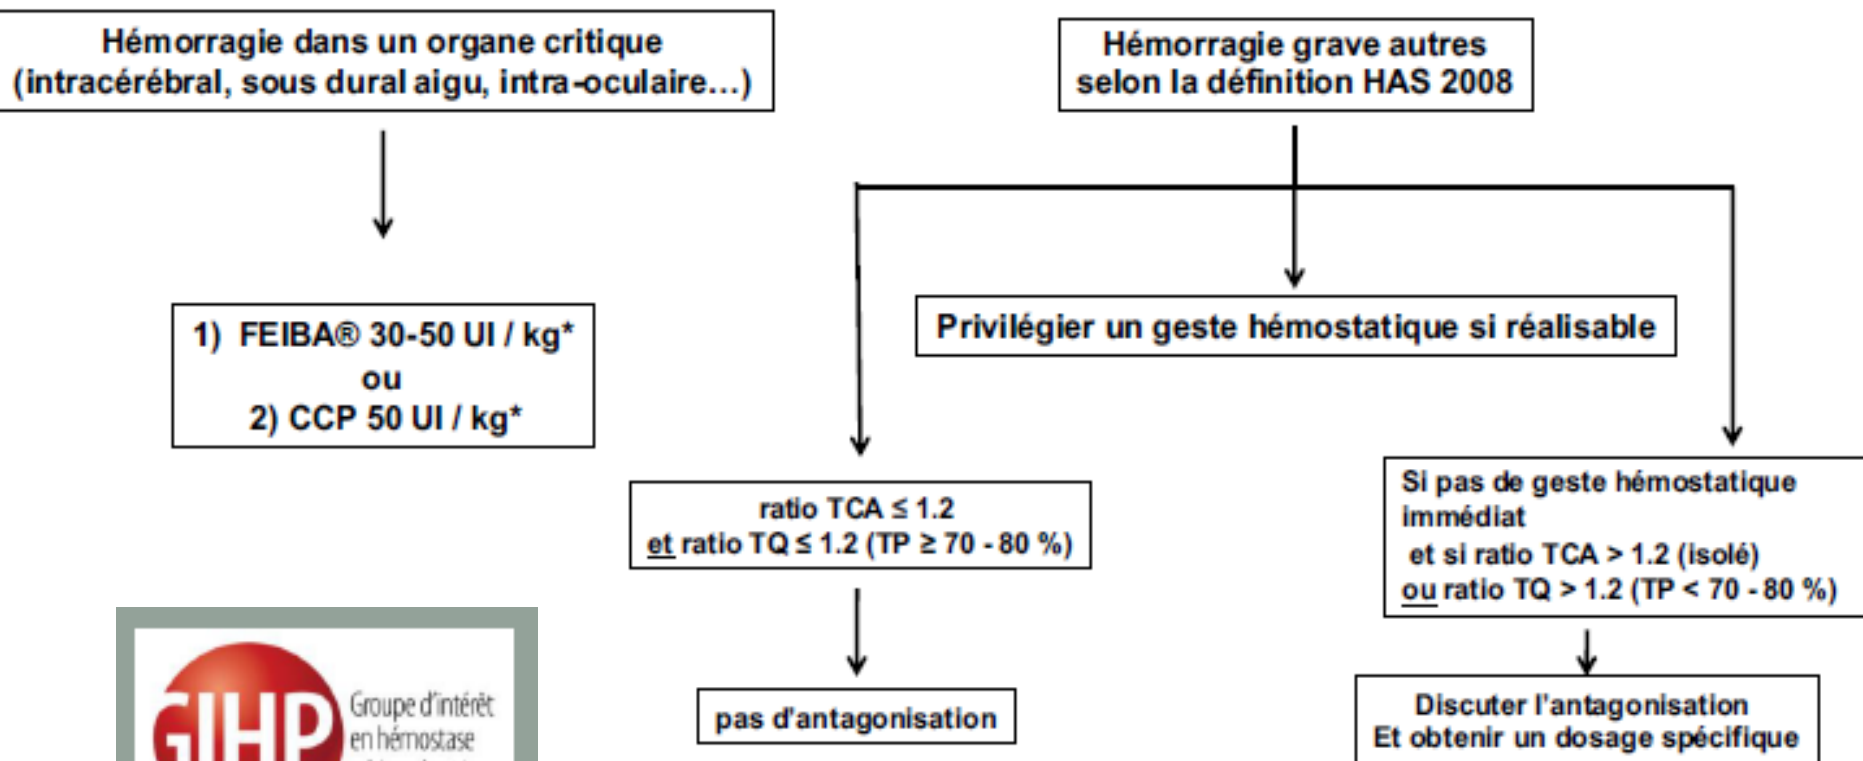 Hémorragie dans un organe critique
(intracérébral, sous dural aigu, intra-oculaire…)
Hémorragie grave autres
selon la définition HAS 2008
1) FEIBA® 30-50 UI / kg*
ou
2) CCP 50 UI / kg*
Privilégier un geste hémostatique si réalisable
ratio TCA ≤ 1.2
et ratio TQ ≤ 1.2 (TP ≥ 70 - 80 %)
Si pas de geste hémostatique
immédiat
et si ratio TCA > 1.2 (isolé)
ou ratio TQ > 1.2 (TP < 70 - 80 %)
pas d'antagonisation
Discuter l'antagonisation
Et obtenir un dosage spécifique
GIHP
Groupe d'intérêt
en hémostase